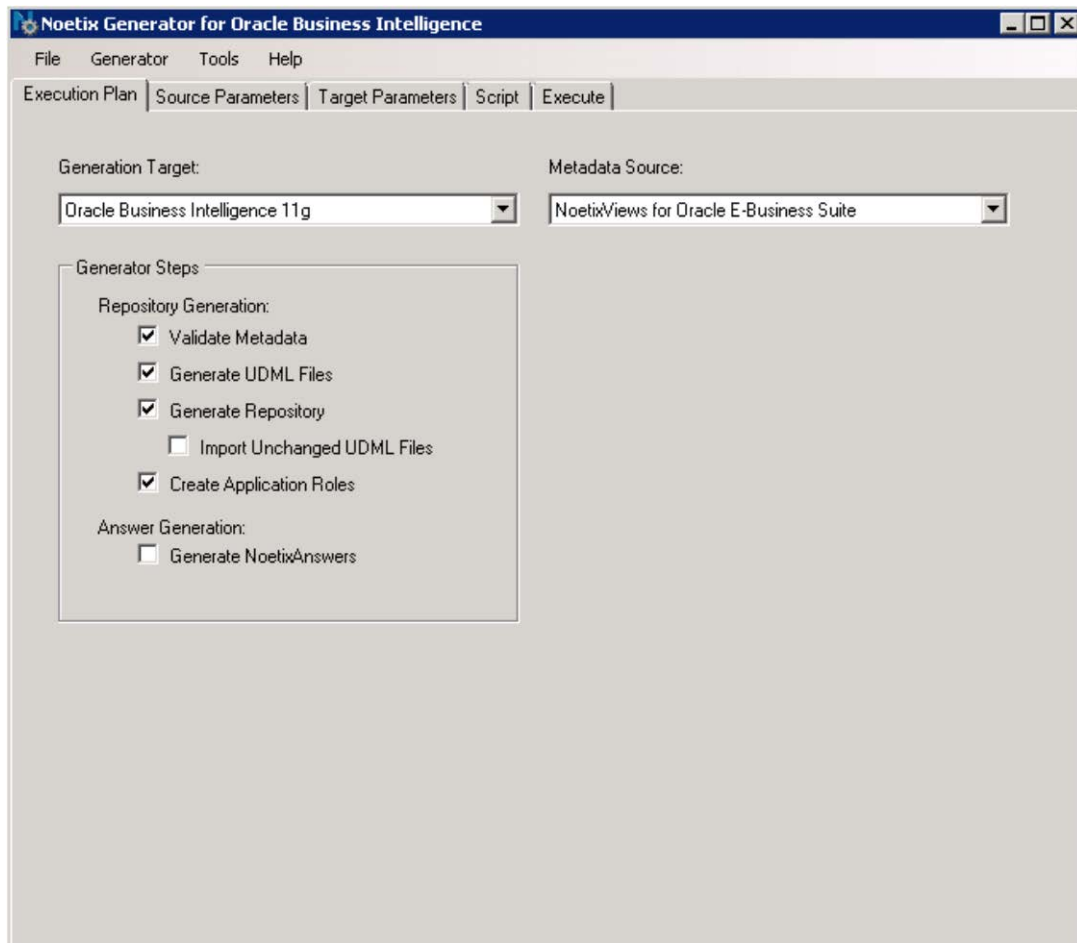 Noetix Generator for Oracle Business Intelligence
File Generator Tools Help
Execution Plan Source Parameters Target Parameters Script Execute
Generation Target: Metadata Source:
Oracle Business Intelligence 11g NoetixViews for Oracle E-Business Suite
Generator Steps
Repository Generation:
Validate Metadata
Generate UDML Files
Generate Repository
Import Unchanged UDML Files
Create Application Roles
Answer Generation:
Generate NoetixAnswers